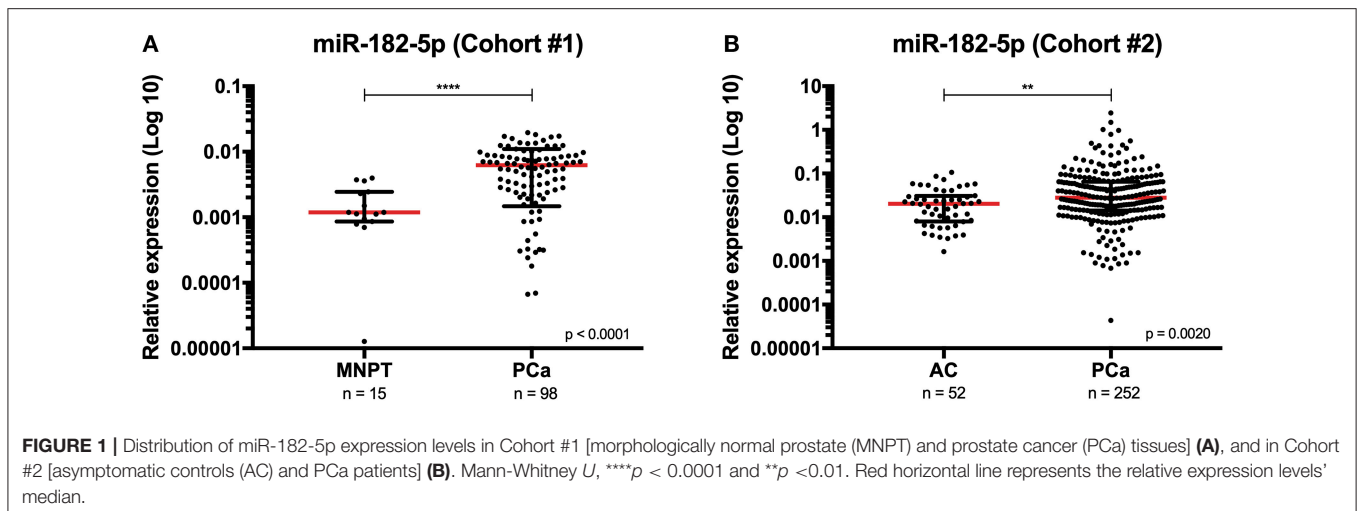 A
miR-182-5p (Cohort #1)
Relative expression (Log 10)
0.1
0.01
0.001
0.0001
0.00001
****
p < 0.0001
MNPT
n = 15
PCa
n = 98
B
miR-182-5p (Cohort #2)
Relative expression (Log 10)
10
1
0.1
0.01
0.001
0.0001
0.00001
**
p = 0.0020
AC
n = 52
PCa
n = 252
FIGURE 1 | Distribution of miR-182-5p expression levels in Cohort #1 [morphologically normal prostate (MNPT) and prostate cancer (PCa) tissues] (A), and in Cohort
#2 [asymptomatic controls (AC) and PCa patients] (B). Mann-Whitney U, ****p < 0.0001 and **p <0.01. Red horizontal line represents the relative expression levels'
median.